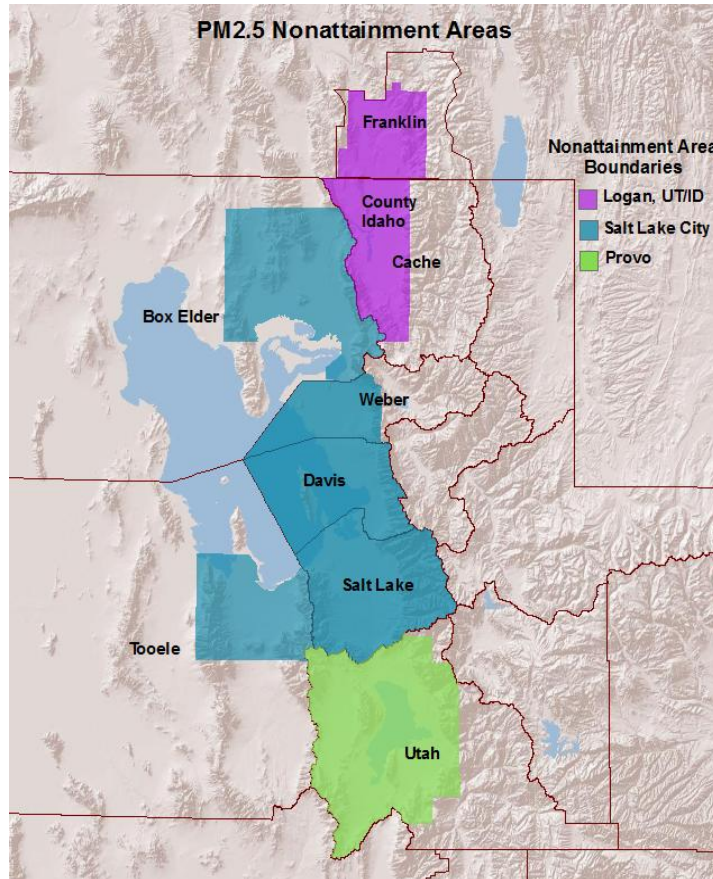 PM2.5 Nonattainment Areas
Franklin
Nonattainment Area
Boundaries
Logan, UT/ID
Salt Lake City
Provo
County
Idaho
Cache
Box Elder
Weber
Davis
Salt Lake
Tooele
Utah